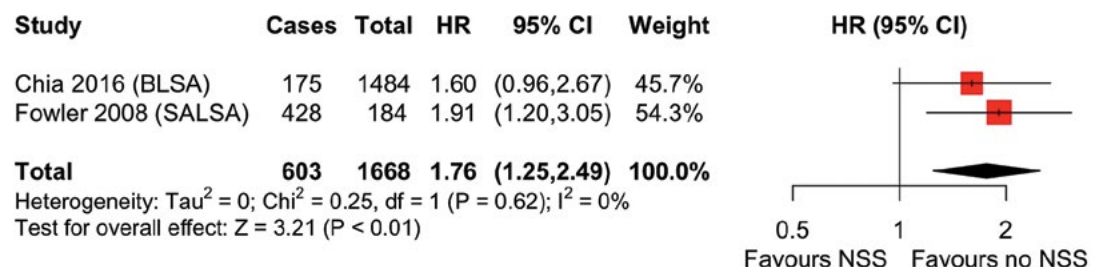 Study Cases Total HR 95% CI Weight HR (95% CI)
Chia 2016 (BLSA) 175 1484 1.60 (0.96,2.67) 45.7%
Fowler 2008 (SALSA) 428 184 1.91 (1.20,3.05) 54.3%
Total 603 1668 1.76 (1.25,2.49) 100.0%
Heterogeneity: Tau² = 0; Chi² = 0.25, df = 1 (P = 0.62); I² = 0%
Test for overall effect: Z = 3.21 (P < 0.01)
0.5 1 2
Favours NSS Favours no NSS